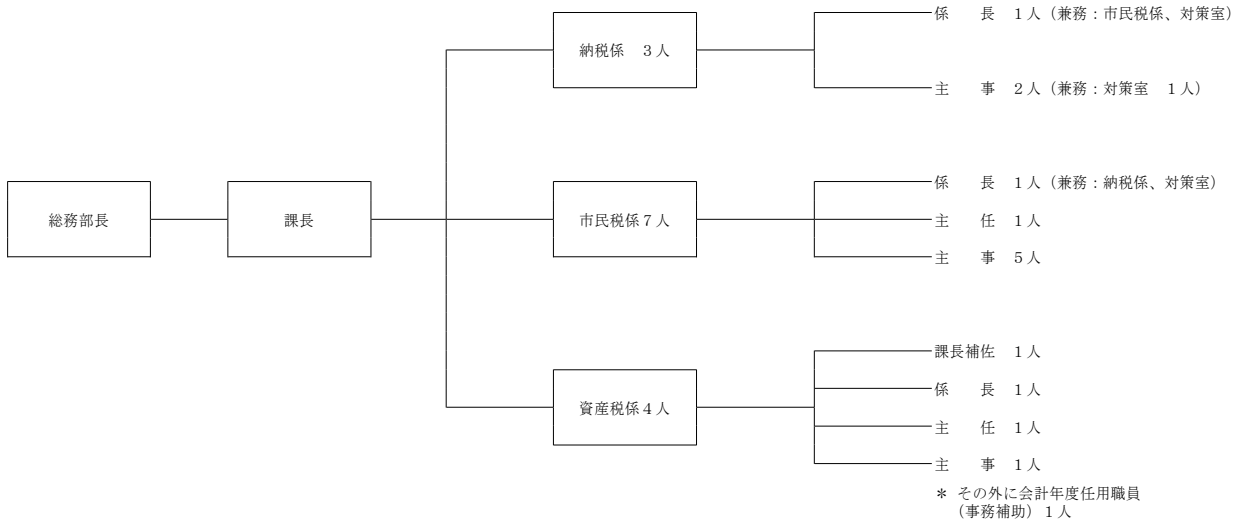 総務部長
課長
納税係　３人
係　　長　１人（兼務：市民税係、対策室）
主　　事　２人（兼務：対策室　１人）
市民税係７人
係　　長　１人（兼務：納税係、対策室）
主　　任　１人
主　　事　５人
資産税係４人
課長補佐　１人
係　　長　１人
主　　任　１人
主　　事　１人
＊ その外に会計年度任用職員
（事務補助）１人